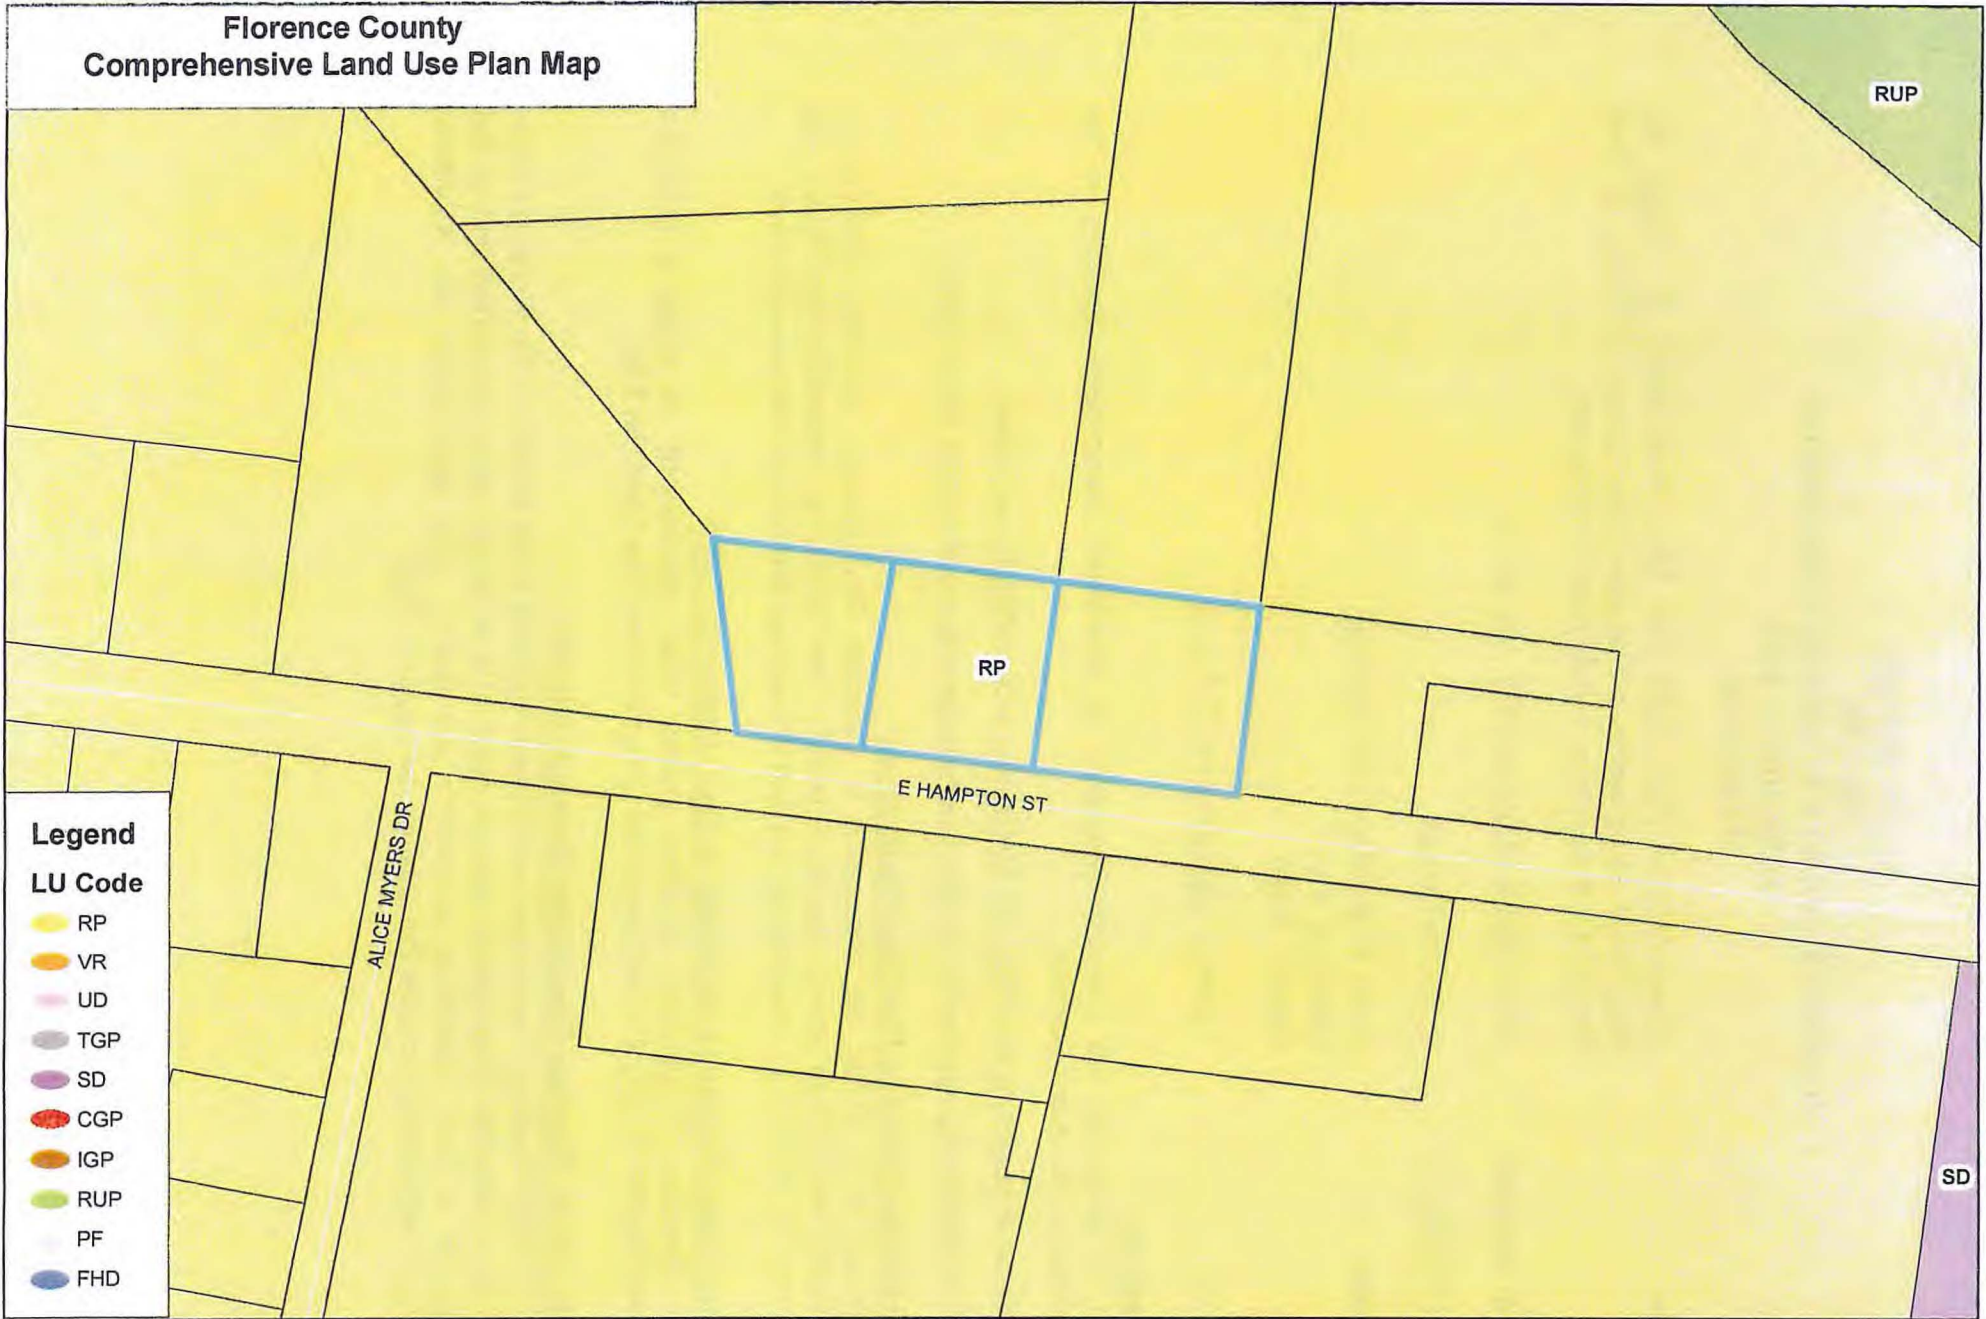 Florence County
Comprehensive Land Use Plan Map
RUP
RP
E HAMPTON ST
ALICE MYERS DR
SD
Legend
LU Code
RP
VR
UD
TGP
SD
CGP
IGP
RUP
PF
FHD